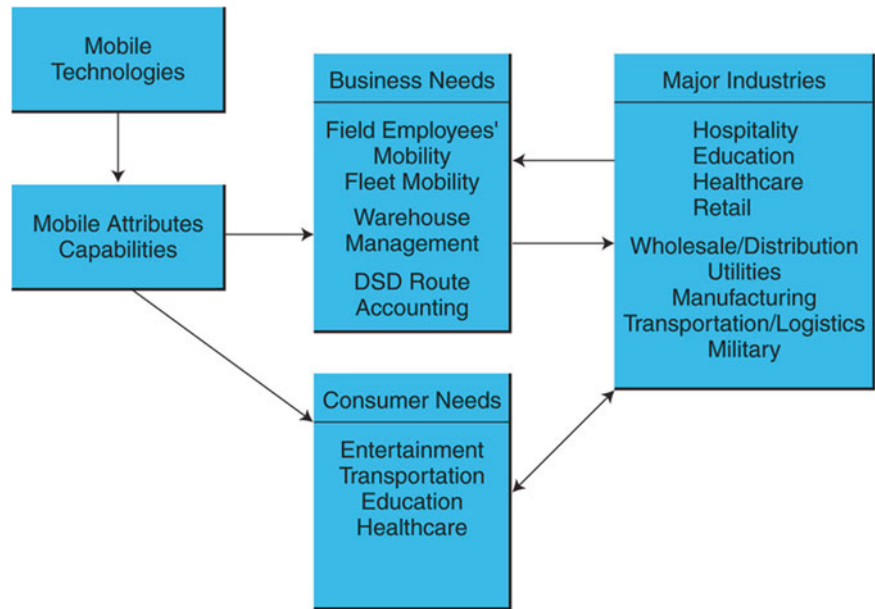 Mobile
Technologies
Mobile Attributes
Capabilities
Business Needs
Field Employees'
Mobility
Fleet Mobility
Warehouse
Management
DSD Route
Accounting
Consumer Needs
Entertainment
Transportation
Education
Healthcare
Major Industries
Hospitality
Education
Healthcare
Retail
Wholesale/Distribution
Utilities
Manufacturing
Transportation/Logistics
Military